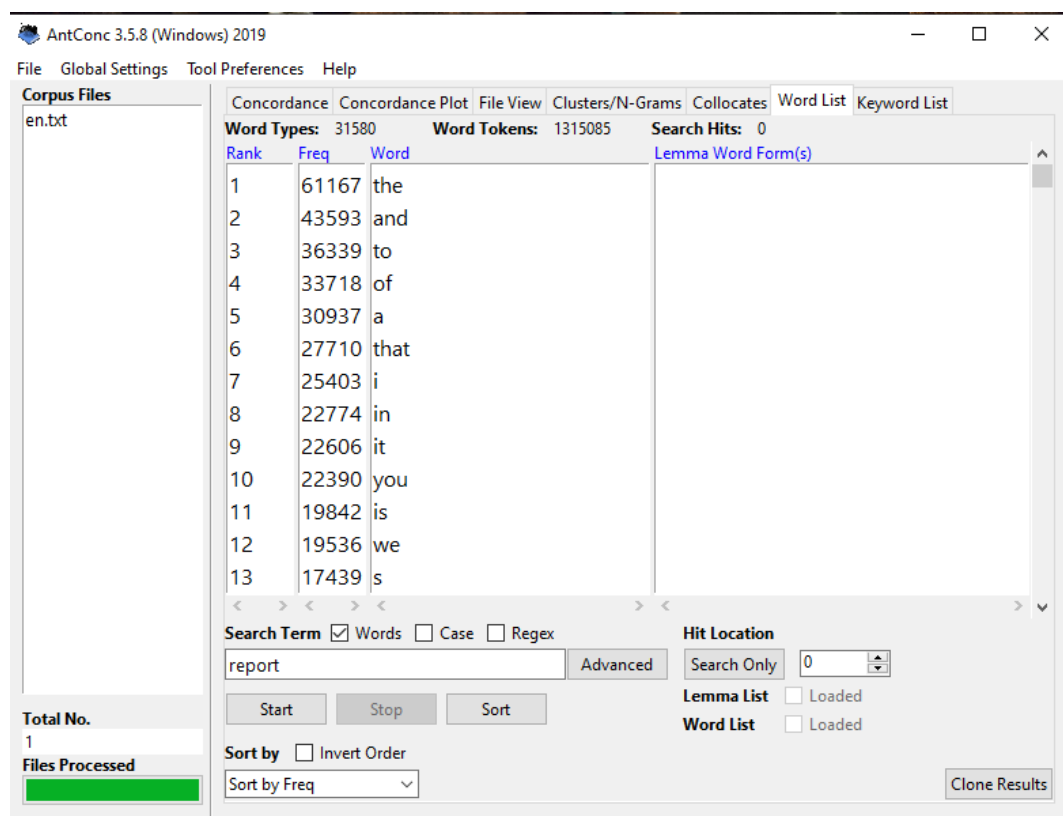 AntConc 3.5.8 (Windows) 2019
File Global Settings Tool Preferences Help
Corpus Files
en.txt
Concordance Concordance Plot File View Clusters/N-Grams Collocates Word List Keyword List
Word Types: 31580 Word Tokens: 1315085 Search Hits: 0
Rank Freq Word Lemma Word Form(s)
1 61167 the
2 43593 and
3 36339 to
4 33718 of
5 30937 a
6 27710 that
7 25403 i
8 22774 in
9 22606 it
10 22390 you
11 19842 is
12 19536 we
13 17439 s
Search Term Words Case Regex Hit Location
report Advanced Search Only 0
Start Stop Sort Lemma List Loaded
Word List Loaded
Total No.
1
Files Processed
Sort by Invert Order
Sort by Freq Clone Results